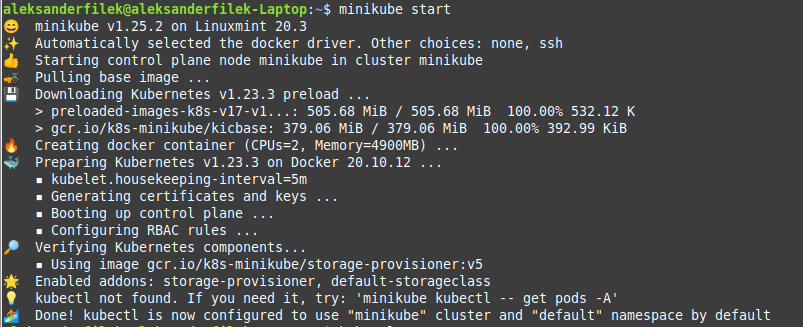 aleksanderfilek@aleksanderfilek-Laptop:~$ minikube start
😄 minikube v1.25.2 on Linuxmint 20.3
✨ Automatically selected the docker driver. Other choices: none, ssh
👍 Starting control plane node minikube in cluster minikube
🚜 Pulling base image ...
💾 Downloading Kubernetes v1.23.3 preload ...
> preloaded-images-k8s-v17-v1...: 505.68 MiB / 505.68 MiB 100.00% 532.12 K
> gcr.io/k8s-minikube/kicbase: 379.06 MiB / 379.06 MiB 100.00% 392.99 KiB
🔥 Creating docker container (CPUs=2, Memory=4900MB) ...
🐳 Preparing Kubernetes v1.23.3 on Docker 20.10.12 ...
▪ kubelet.housekeeping-interval=5m
▪ Generating certificates and keys ...
▪ Booting up control plane ...
▪ Configuring RBAC rules ...
🔎 Verifying Kubernetes components...
▪ Using image gcr.io/k8s-minikube/storage-provisioner:v5
🌟 Enabled addons: storage-provisioner, default-storageclass
💡 kubectl not found. If you need it, try: 'minikube kubectl -- get pods -A'
🏄 Done! kubectl is now configured to use "minikube" cluster and "default" namespace by default